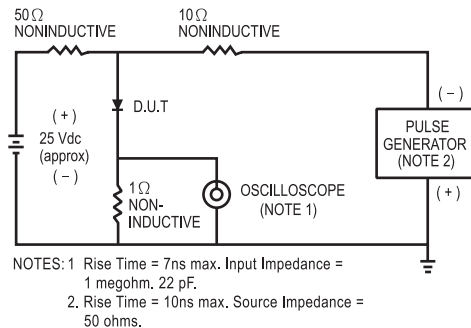 50Ω
NONINDUCTIVE
10Ω
NONINDUCTIVE
( + )
25 Vdc
(approx)
( − )
D.U.T
1Ω
NON-
INDUCTIVE
OSCILLOSCOPE
(NOTE 1)
( − )
PULSE
GENERATOR
(NOTE 2)
( + )
NOTES: 1 Rise Time = 7ns max. Input Impedance =
1 megohm. 22 pF.
2. Rise Time = 10ns max. Source Impedance =
50 ohms.